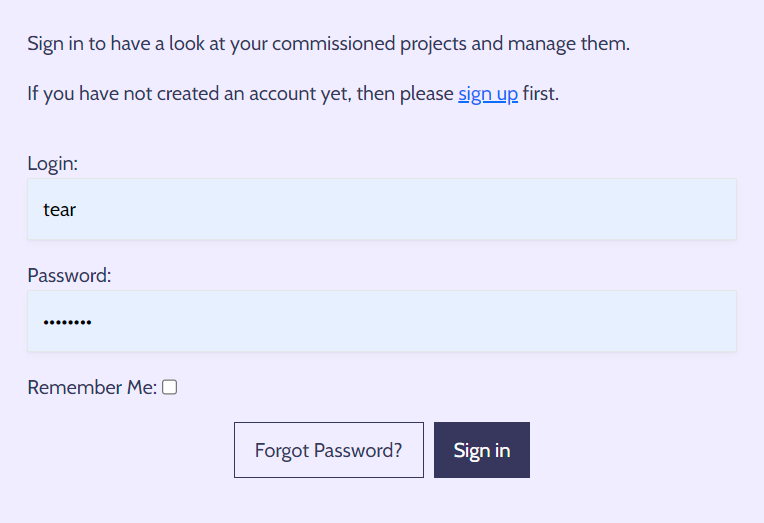 Sign in to have a look at your commissioned projects and manage them.
If you have not created an account yet, then please sign up first.
Login:
tear
Password:
••••••••
Remember Me:
Forgot Password?
Sign in